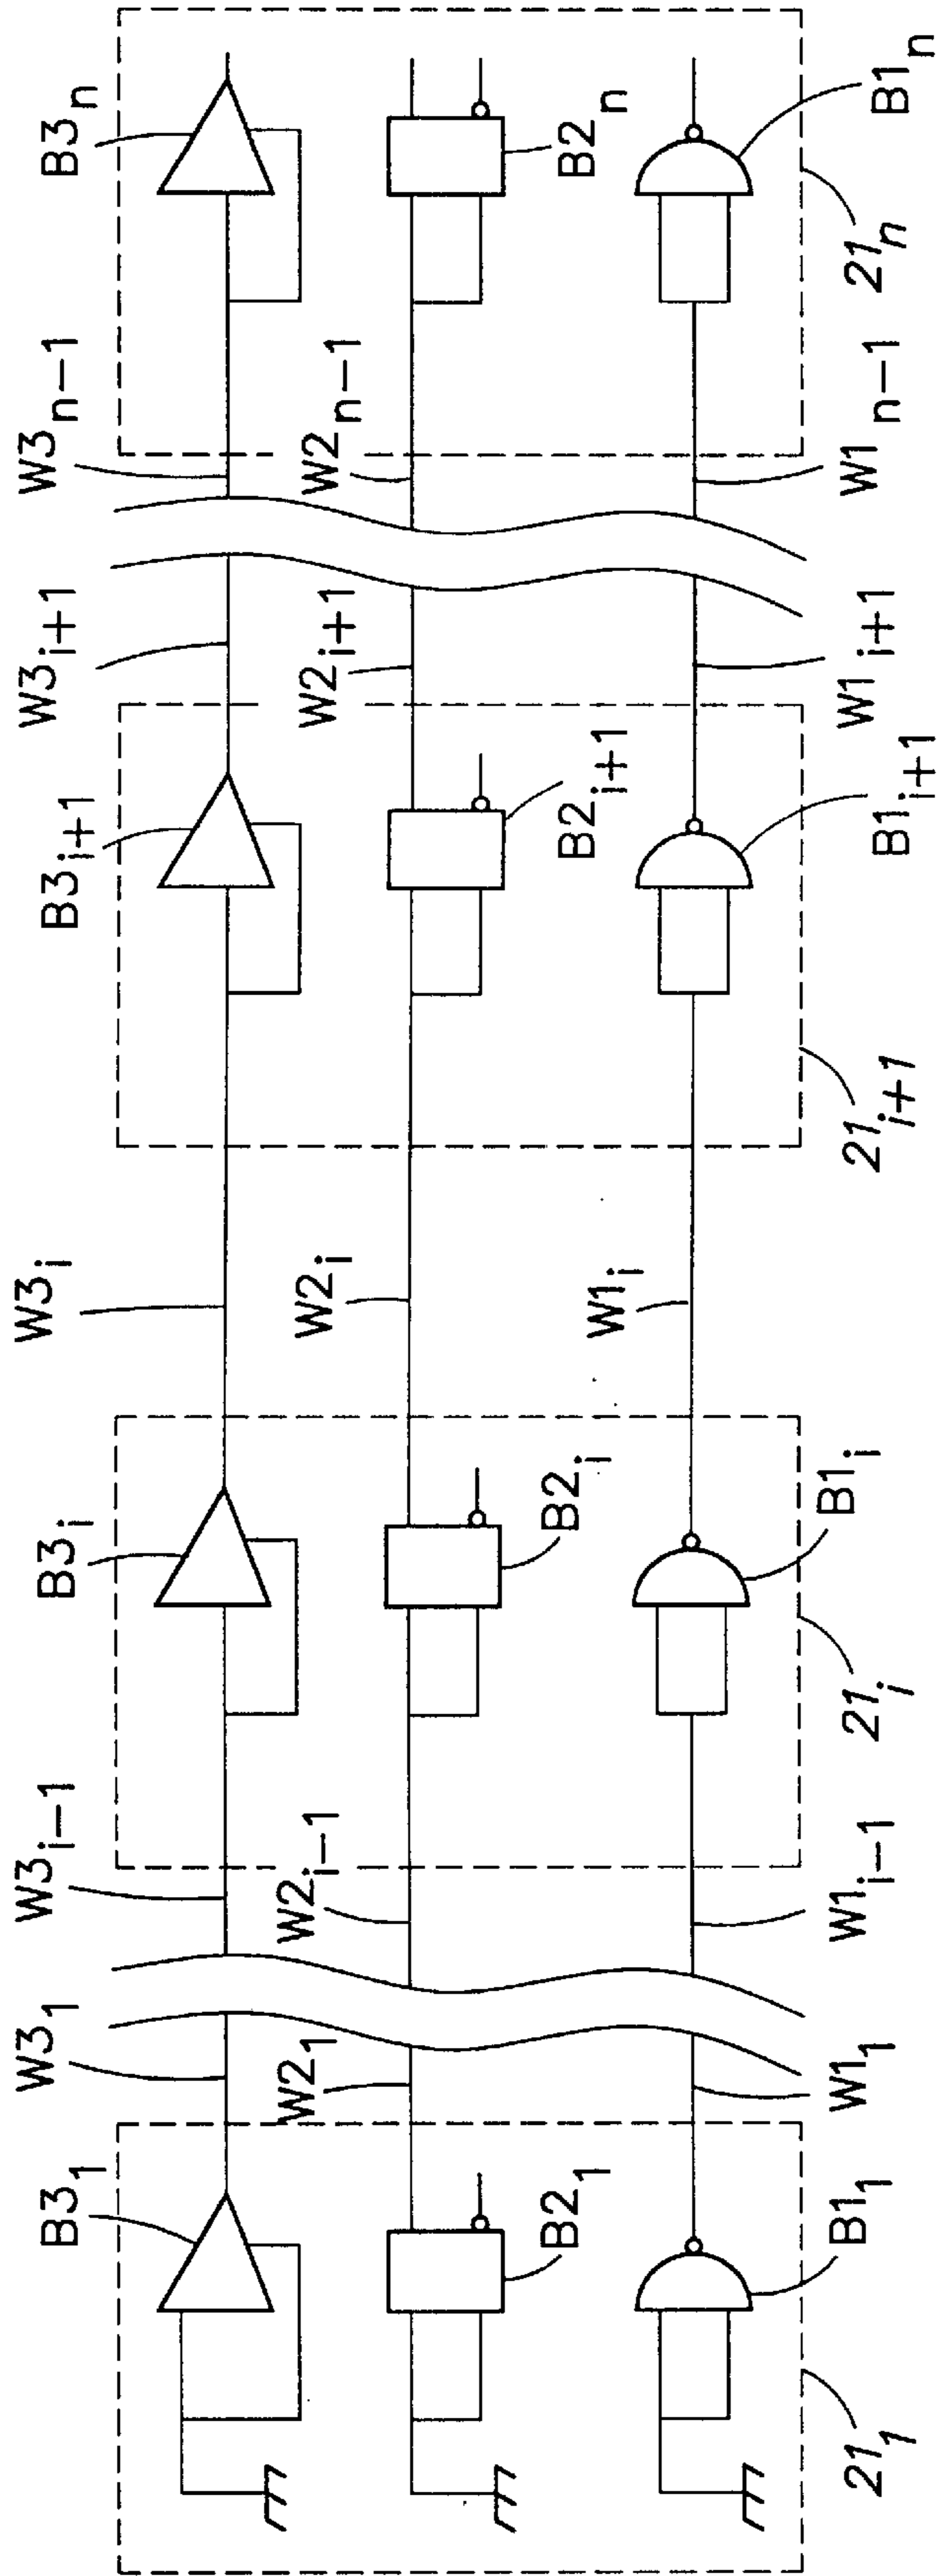 B3₁ W3₁ W3ᵢ₋₁ B3ᵢ W3ᵢ B3ᵢ₊₁ W3ᵢ₊₁ W3ₙ₋₁ B3ₙ
W2₁ W2ᵢ₋₁ W2ᵢ W2ᵢ₊₁ W2ₙ₋₁
B2₁ B2ᵢ B2ᵢ₊₁ B2ₙ
W1ᵢ
B1₁ W1₁ W1ᵢ₋₁ B1ᵢ B1ᵢ₊₁ W1ᵢ₊₁ W1ₙ₋₁ B1ₙ
21₁ 21ᵢ 21ᵢ₊₁ 21ₙ